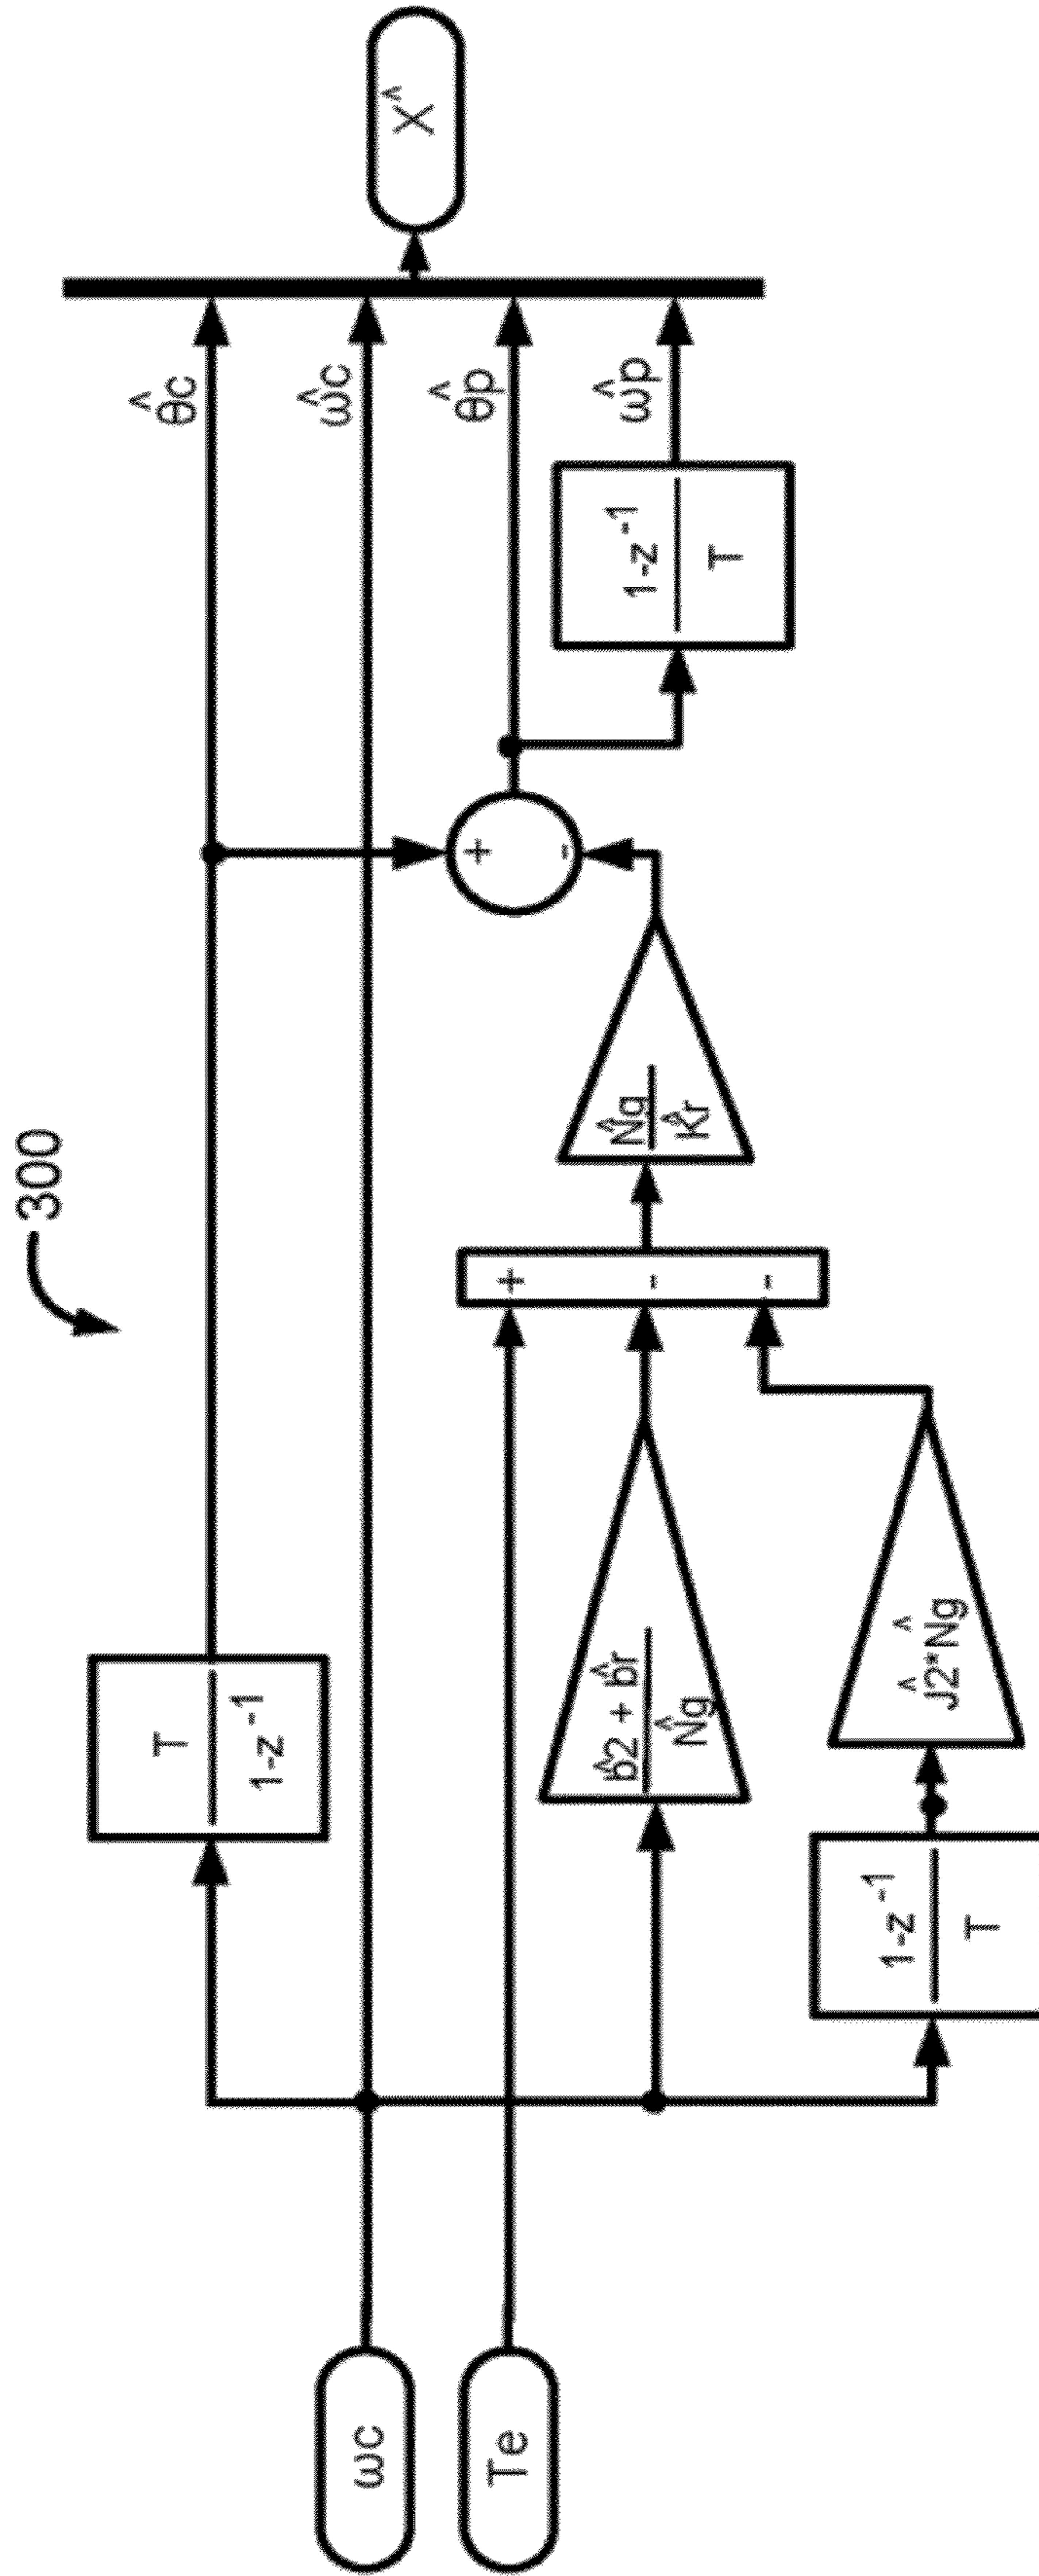 300
ωc
Te
T
1-z⁻¹
b̂2 + b̂r
N̂g
1-z⁻¹
T
Ĵ2*N̂g
+
-
-
N̂g
K̂r
+
-
1-z⁻¹
T
θ̂c
ω̂c
θ̂p
ω̂p
X^